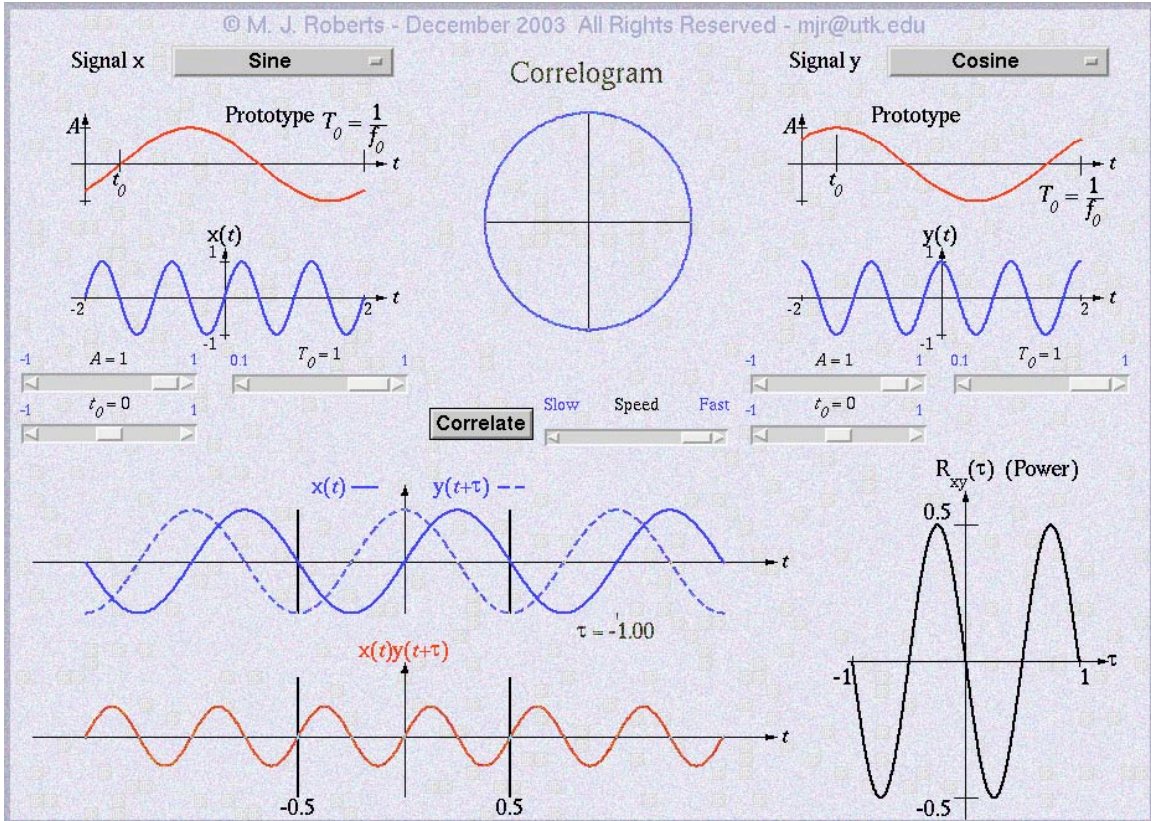 © M. J. Roberts - December 2003 All Rights Reserved - mjr@utk.edu
Signal x Sine
Correlogram
Signal y Cosine
Prototype T₀ = 1/f₀
A
t
t₀
Prototype
A
t
t₀
T₀ = 1/f₀
x(t)
1
-2 2 t
-1
y(t)
1
-2 2 t
-1
-1 A = 1 1
0.1 T₀ = 1 1
-1 t₀ = 0 1
-1 A = 1 1
0.1 T₀ = 1 1
-1 t₀ = 0 1
Correlate
Slow Speed Fast
x(t) y(t+τ)
t
τ = -1.00
x(t)y(t+τ)
t
-0.5 0.5
Rxy(τ) (Power)
0.5
-1 1 τ
-0.5